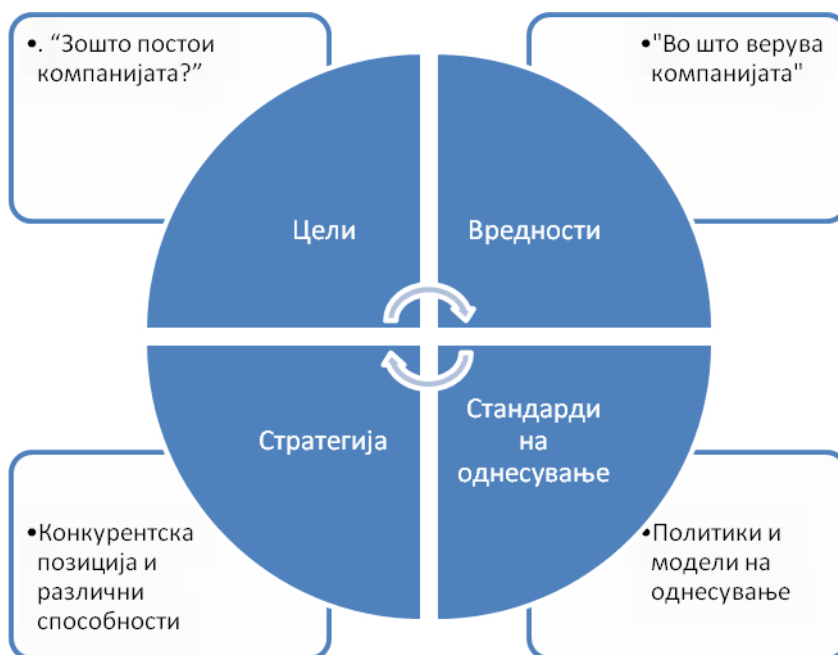 •. “Зошто постои
компанијата?”
•"Во што верува
компанијата"
Цели
Вредности
Стратегија
Стандарди
на
однесување
•Конкурентска
позиција и
различни
способности
•Политики и
модели на
однесување